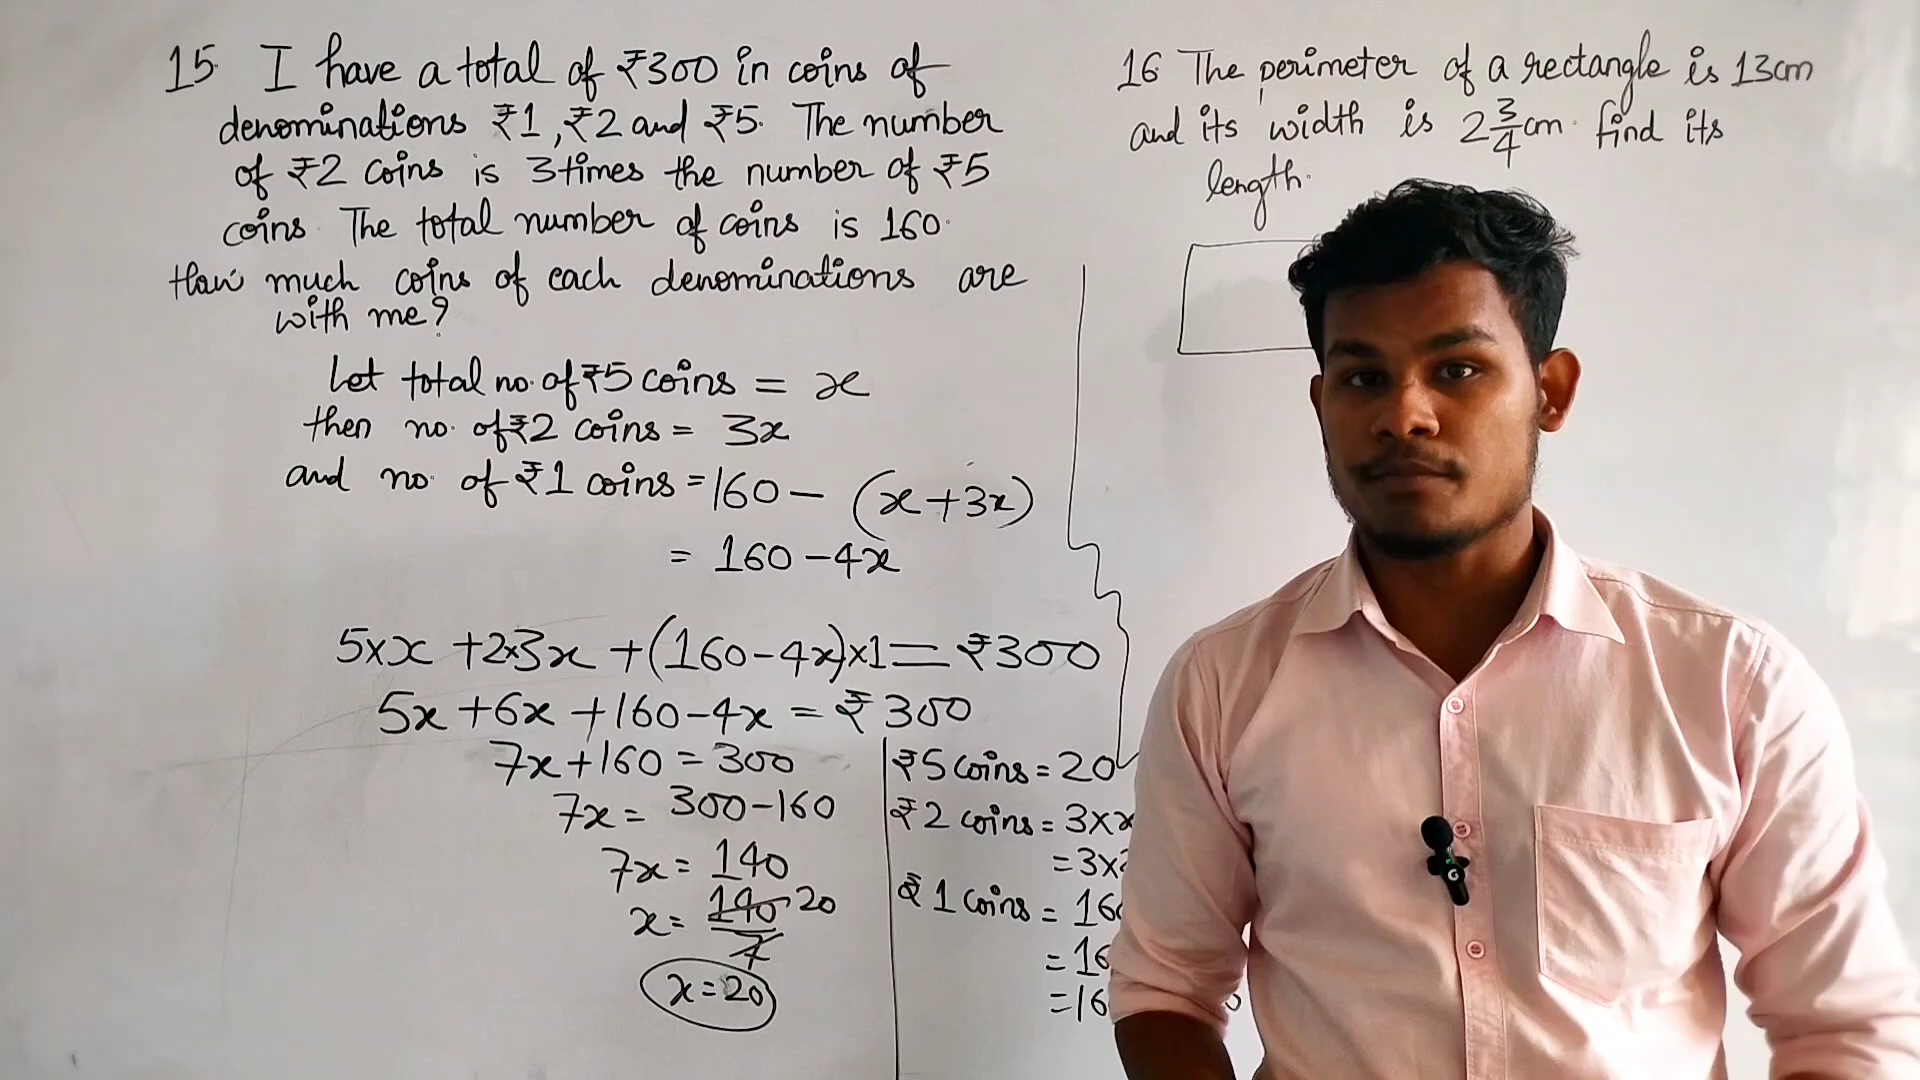 15. I have a total of ₹300 in coins of
denominations ₹1, ₹2 and ₹5. The number
of ₹2 coins is 3 times the number of ₹5
coins. The total number of coins is 160.
How much coins of each denominations are
with me?
Let total no. of ₹5 coins = x
then no. of ₹2 coins = 3x
and no. of ₹1 coins = 160 - (x+3x)
= 160 - 4x
5×x + 2×3x + (160-4x)×1 = ₹300
5x + 6x + 160 - 4x = ₹300
7x + 160 = 300
7x = 300 - 160
7x = 140
x = 140/7 20
x = 20
₹5 coins = 20
₹2 coins = 3×x
= 3×
₹1 coins = 16
= 16
= 16
16. The perimeter of a rectangle is 13cm
and its width is 2 3/4 cm. find its
length.
G